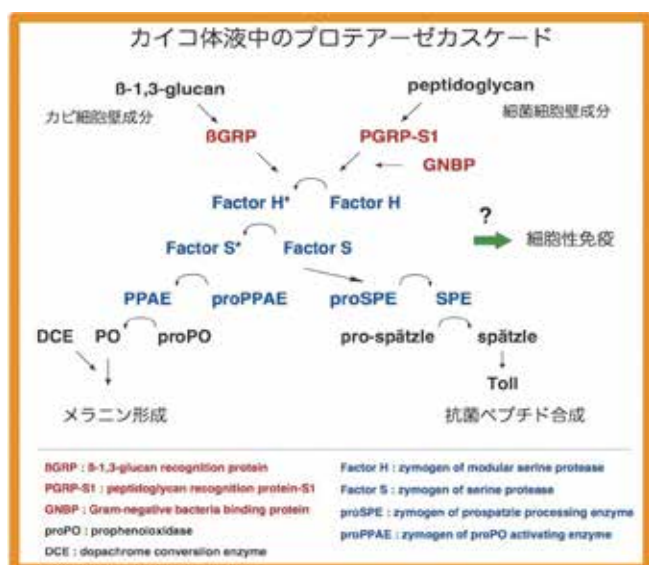 カイコ体液中のプロテアーゼカスケード
ß-1,3-glucan
peptidoglycan
カビ細胞壁成分
細菌細胞壁成分
ßGRP
PGRP-S1
GNBP
Factor H*
Factor H
?
細胞性免疫
Factor S*
Factor S
PPAE
proPPAE
proSPE
SPE
DCE
PO
proPO
pro-spätzle
spätzle
Toll
メラニン形成
抗菌ペプチド合成
ßGRP : ß-1,3-glucan recognition protein
PGRP-S1 : peptidoglycan recognition protein-S1
GNBP : Gram-negative bacteria binding protein
proPO : prophenoloxidase
DCE : dopachrome conversion enzyme
Factor H : zymogen of modular serine protease
Factor S : zymogen of serine protease
proSPE : zymogen of prospatzle processing enzyme
proPPAE : zymogen of proPO activating enzyme